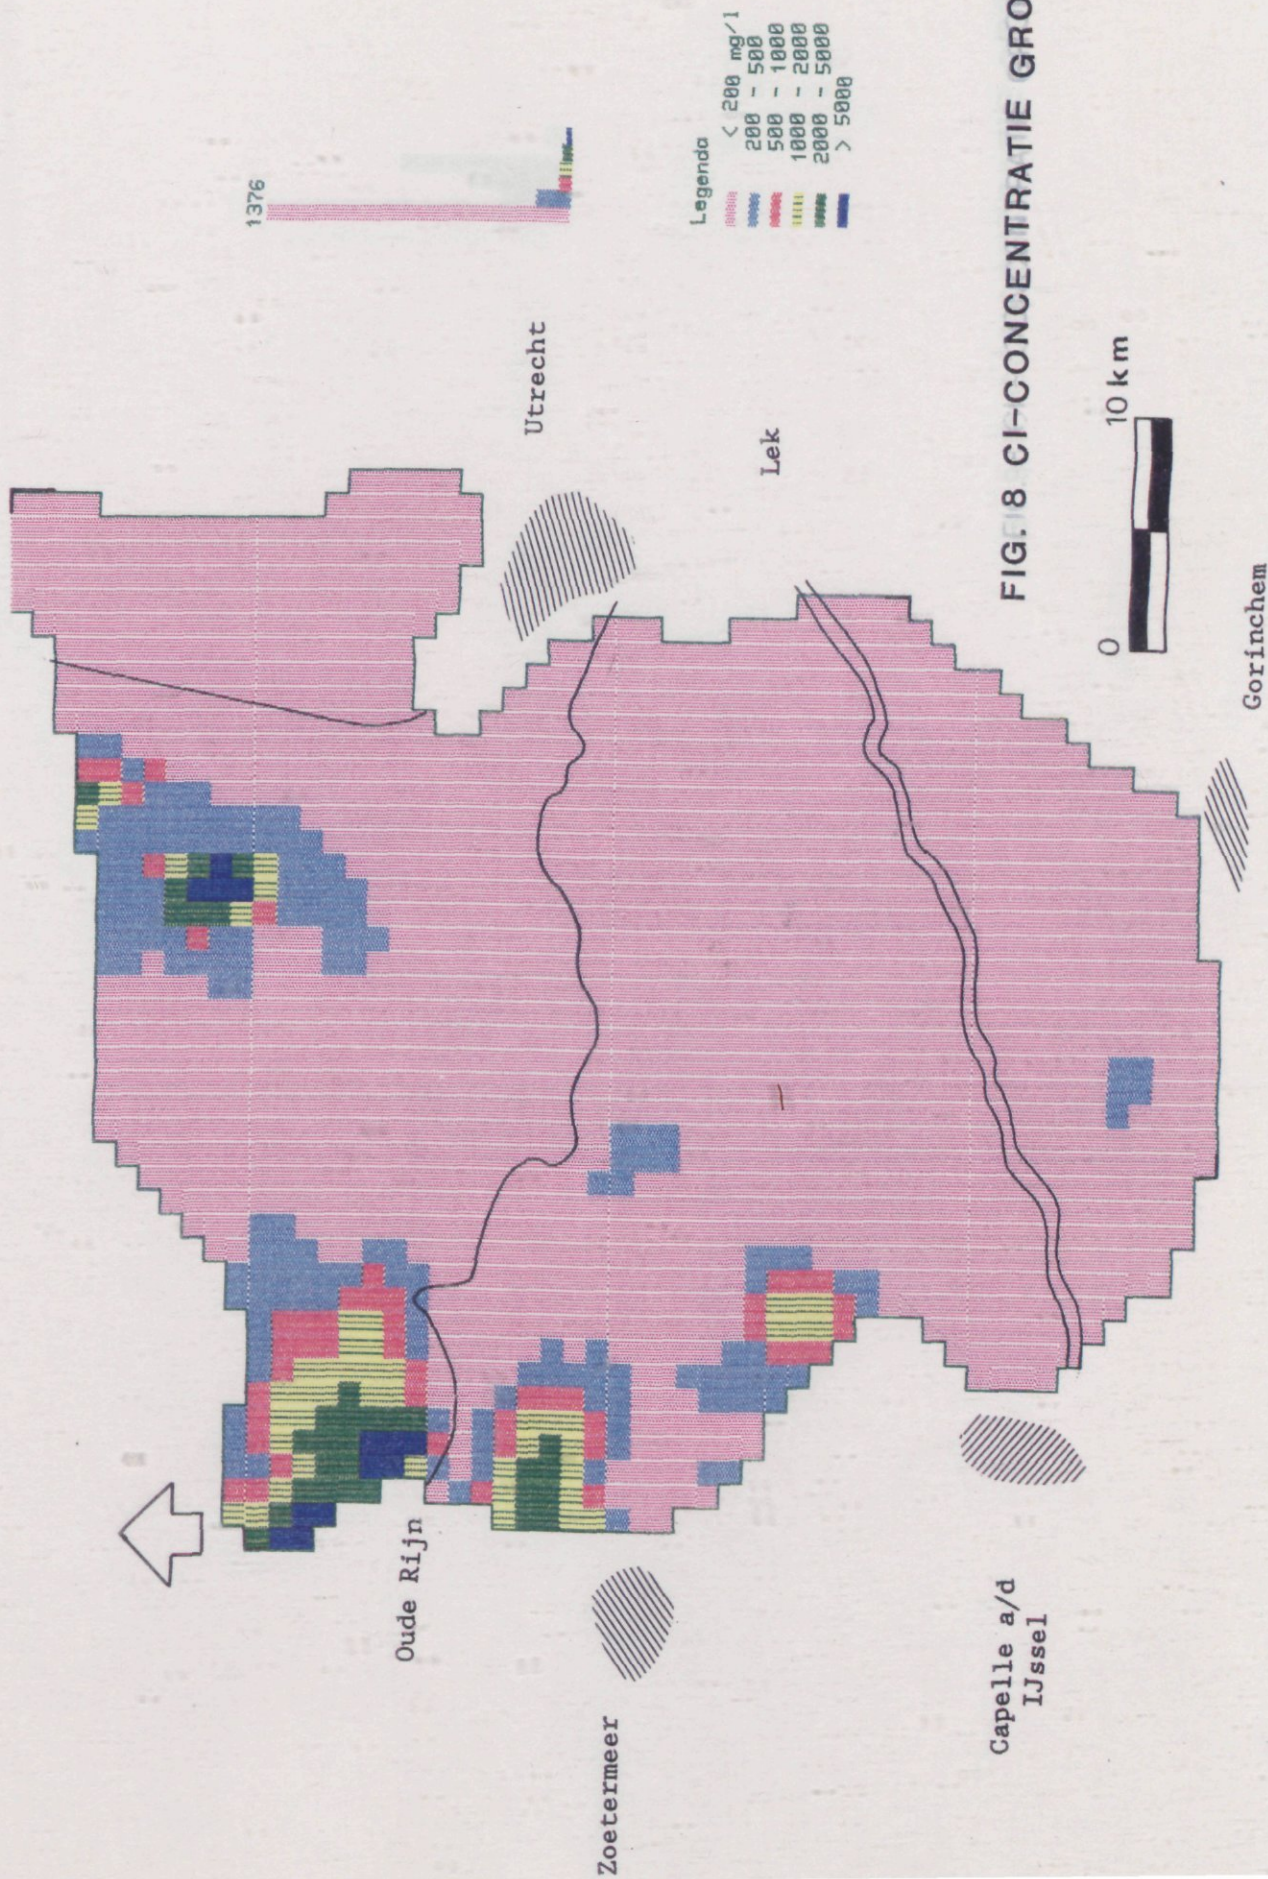 1376
Legenda
< 200 mg/l
200 - 500
500 - 1000
1000 - 2000
2000 - 5000
> 5000
Utrecht
Lek
Oude Rijn
Zoetermeer
Capelle a/d
IJssel
Gorinchem
0 10 km
FIG. 8 Cl-CONCENTRATIE GRO